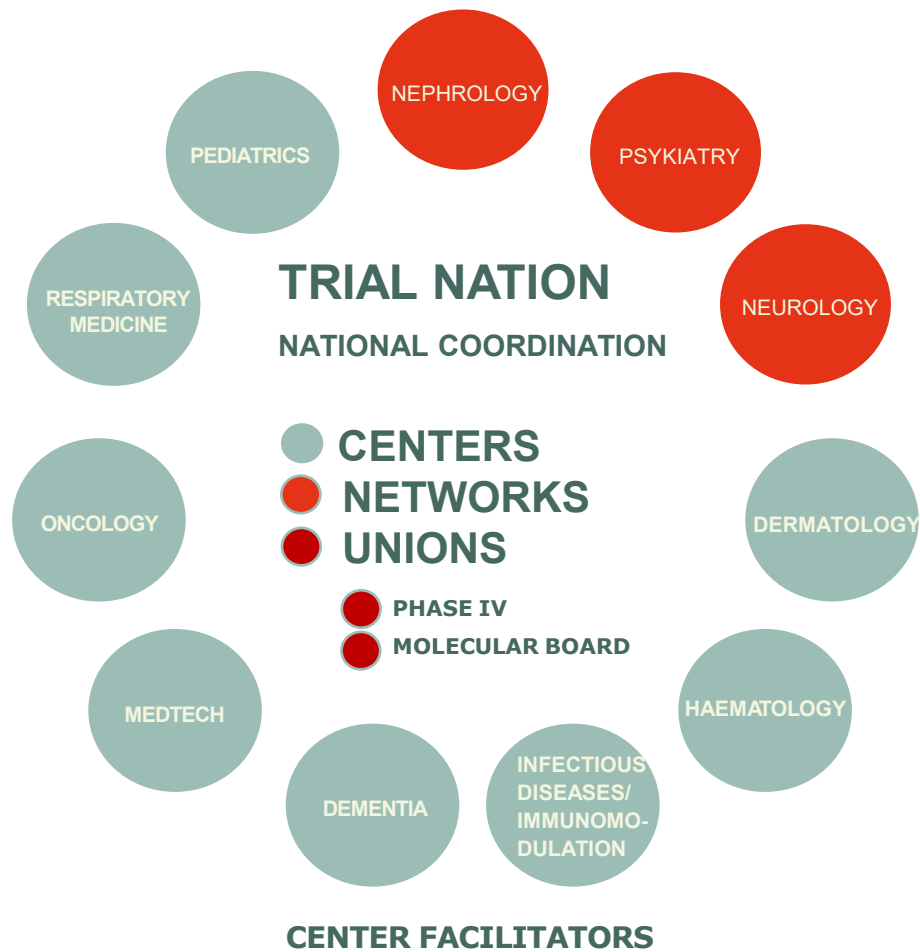 NEPHROLOGY
PEDIATRICS
PSYKIATRY
RESPIRATORY
MEDICINE
TRIAL NATION
NATIONAL COORDINATION
NEUROLOGY
CENTERS
NETWORKS
UNIONS
PHASE IV
MOLECULAR BOARD
ONCOLOGY
DERMATOLOGY
MEDTECH
HAEMATOLOGY
DEMENTIA
INFECTIOUS
DISEASES/
IMMUNOMO-
DULATION
CENTER FACILITATORS